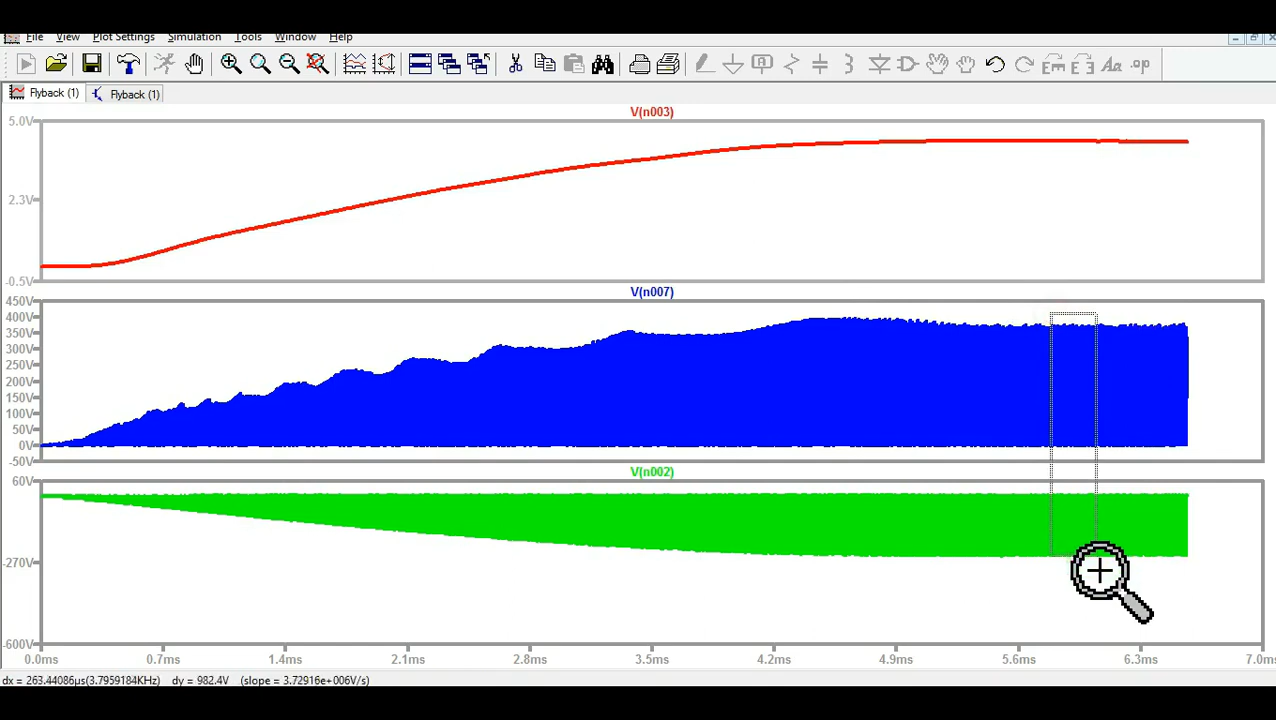 File View Plot Settings Simulation Tools Window Help
Aa .op
Flyback (1) Flyback (1)
V(n003)
5.0V
2.3V
-0.5V
V(n007)
450V
400V
350V
300V
250V
200V
150V
100V
50V
0V
-50V
V(n002)
60V
-270V
-600V
0.0ms 0.7ms 1.4ms 2.1ms 2.8ms 3.5ms 4.2ms 4.9ms 5.6ms 6.3ms 7.0ms
dx = 263.44086µs(3.7959184KHz) dy = 982.4V (slope = 3.72916e+006V/s)